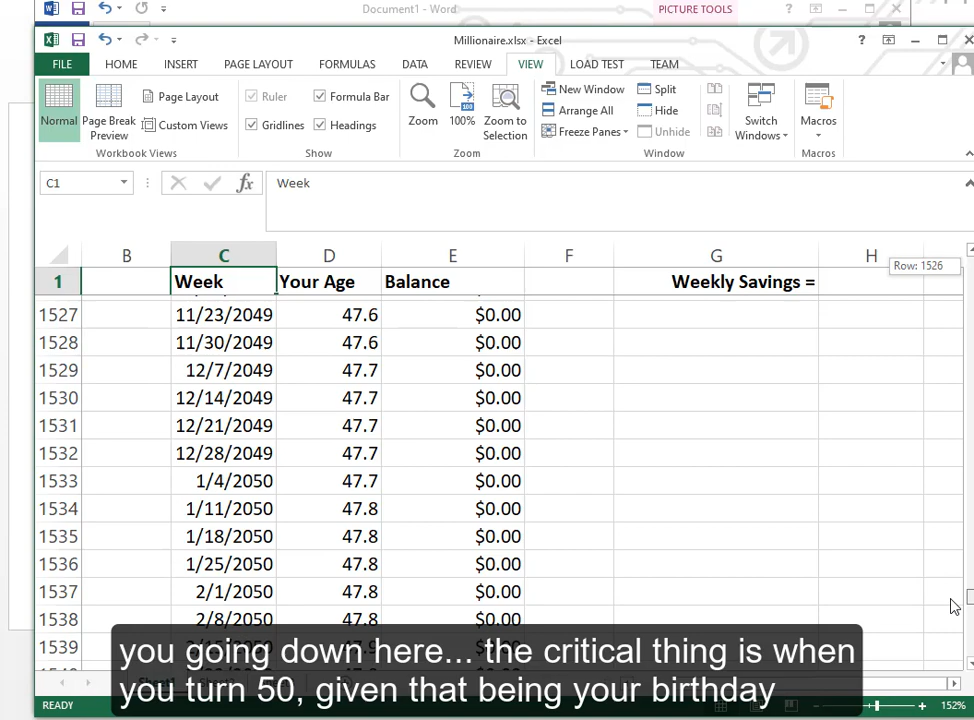 Document1 - Word
PICTURE TOOLS
Millionaire.xlsx - Excel
FILE HOME INSERT PAGE LAYOUT FORMULAS DATA REVIEW VIEW LOAD TEST TEAM
Normal
Page Break Preview
Page Layout
Custom Views
Workbook Views
Ruler
Formula Bar
Gridlines
Headings
Show
Zoom
100%
Zoom to Selection
Zoom
New Window
Arrange All
Freeze Panes
Split
Hide
Unhide
Window
Switch Windows
Macros
Macros
C1
fx
Week
B C D E F G H
1 Week Your Age Balance Weekly Savings =
Row: 1526
1527 11/23/2049 47.6 $0.00
1528 11/30/2049 47.6 $0.00
1529 12/7/2049 47.7 $0.00
1530 12/14/2049 47.7 $0.00
1531 12/21/2049 47.7 $0.00
1532 12/28/2049 47.7 $0.00
1533 1/4/2050 47.7 $0.00
1534 1/11/2050 47.8 $0.00
1535 1/18/2050 47.8 $0.00
1536 1/25/2050 47.8 $0.00
1537 2/1/2050 47.8 $0.00
1538 2/8/2050 47.8 $0.00
1539
you going down here... the critical thing is when
you turn 50, given that being your birthday
READY
152%